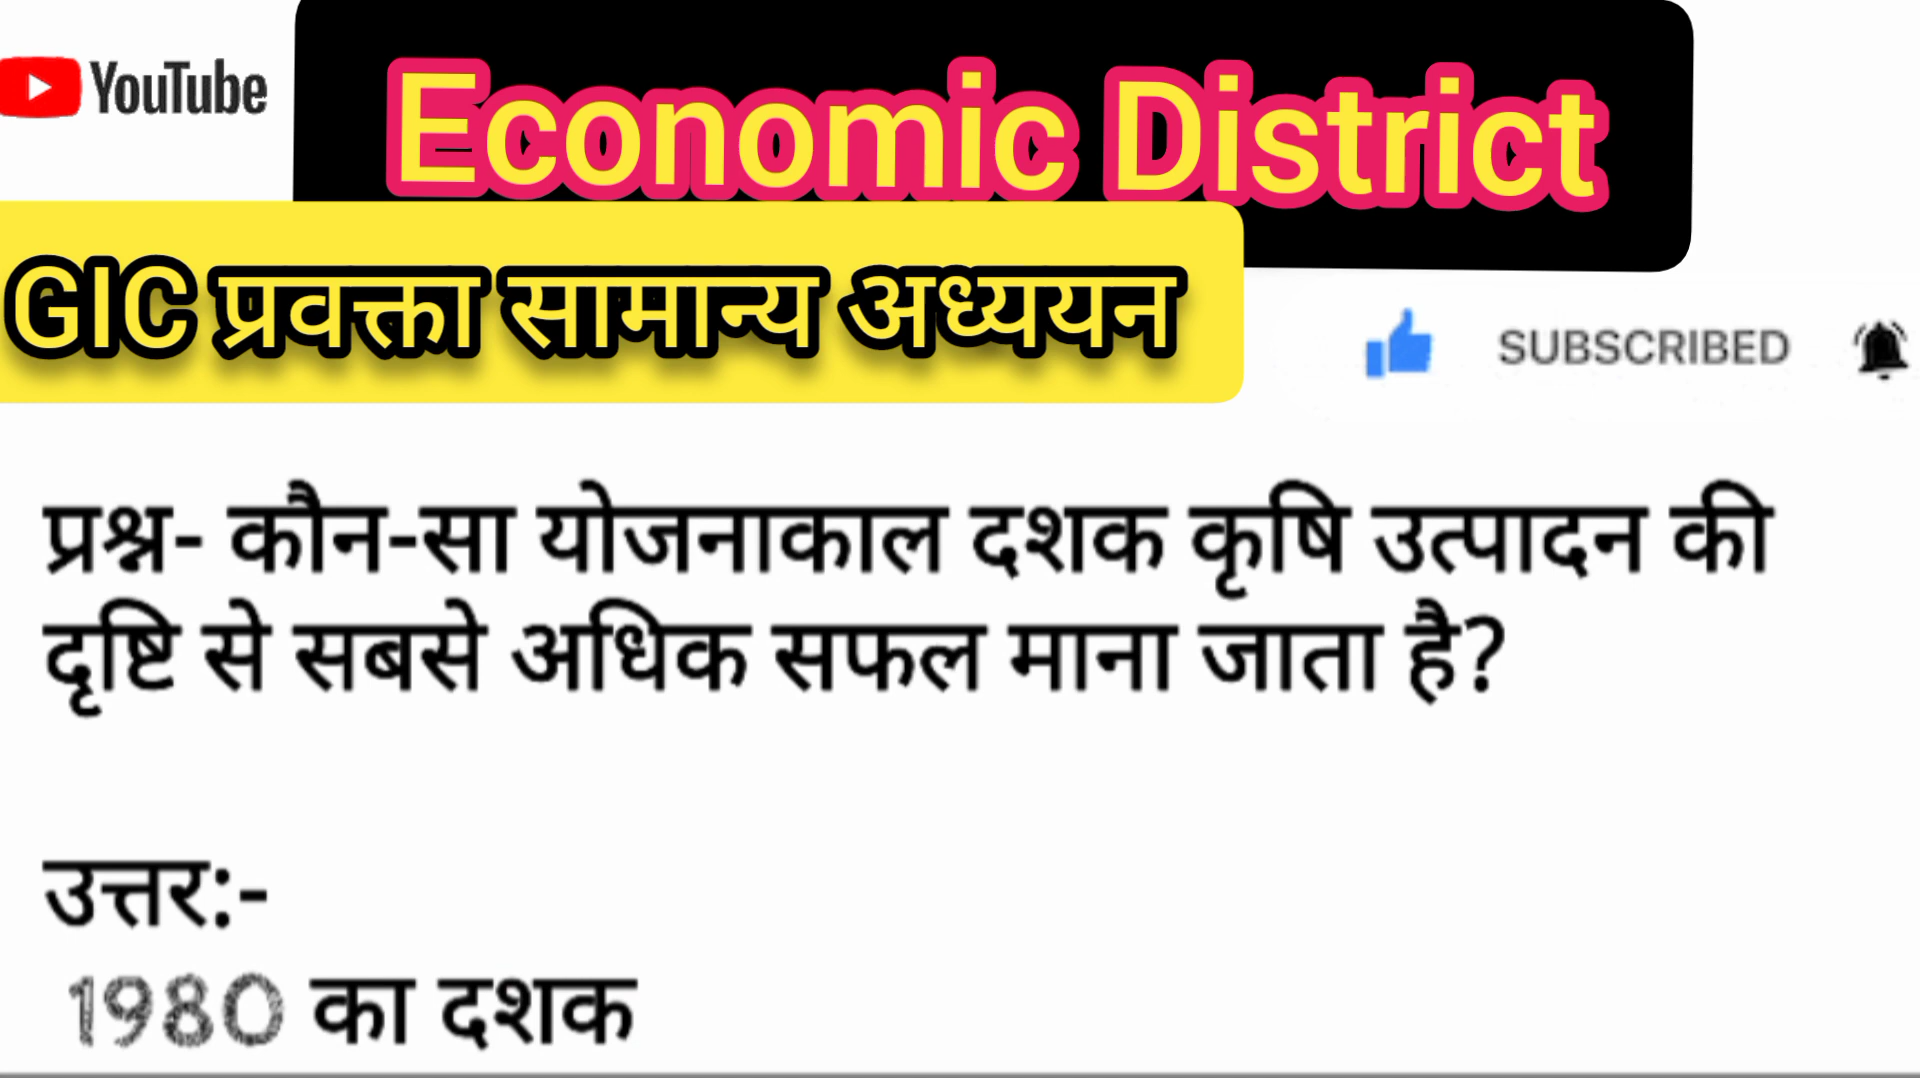 YouTube
Economic District
GIC प्रवक्ता सामान्य अध्ययन
SUBSCRIBED
प्रश्न- कौन-सा योजनाकाल दशक कृषि उत्पादन की
दृष्टि से सबसे अधिक सफल माना जाता है?
उत्तर:-
1980 का दशक